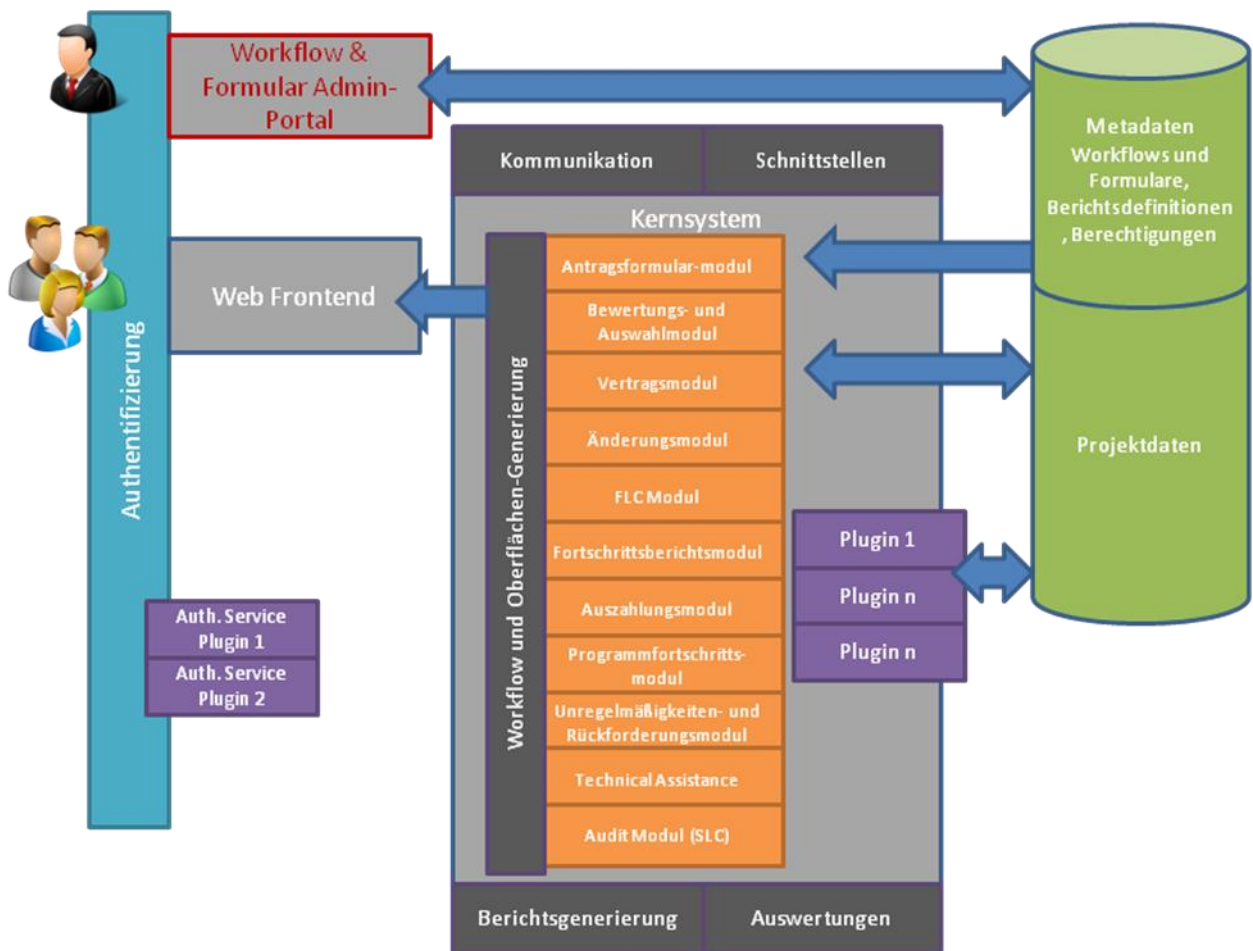 Workflow &
Formular Admin-
Portal
Kommunikation
Schnittstellen
Metadaten
Workflows und
Formulare,
Berichtsdefinitionen
, Berechtigungen
Kernsystem
Web Frontend
Authentifizierung
Workflow und Oberflächen-Generierung
Antragsformular-modul
Bewertungs- und
Auswahlmodul
Vertragsmodul
Änderungsmodul
FLC Modul
Fortschrittsberichtsmodul
Auszahlungsmodul
Programmfortschritts-
modul
Unregelmäßigkeiten- und
Rückforderungsmodul
Technical Assistance
Audit Modul (SLC)
Projektdaten
Plugin 1
Plugin n
Plugin n
Auth. Service
Plugin 1
Auth. Service
Plugin 2
Berichtsgenerierung
Auswertungen